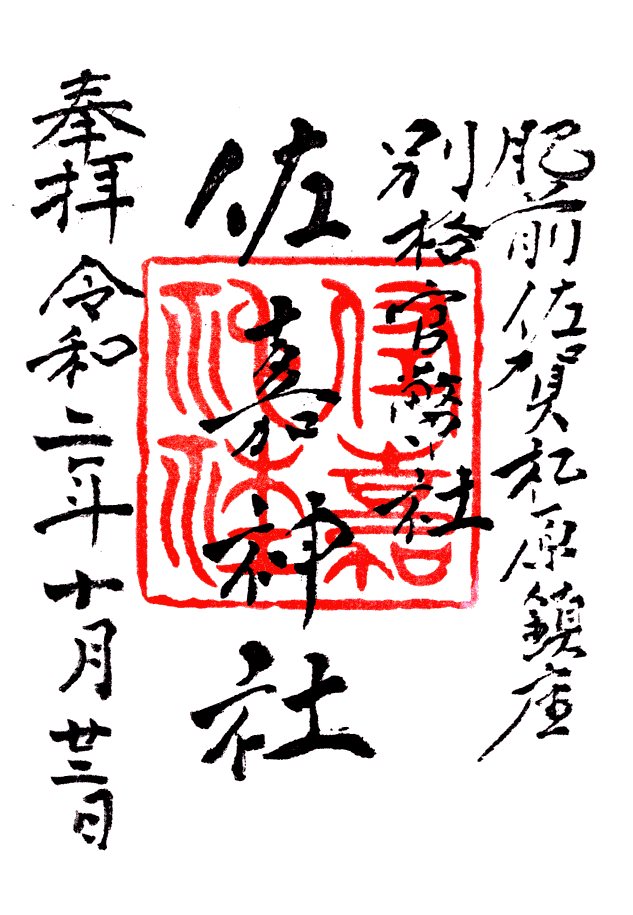 肥前佐賀松原鎮座
別格官幣社
佐嘉神社
奉拝 令和二年十月廿三日
佐嘉
神社